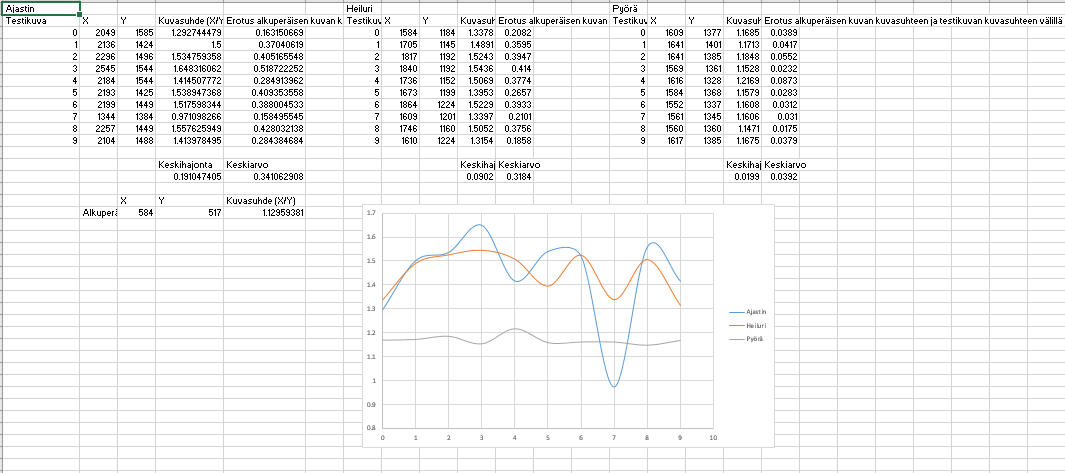 Ajastin Heiluri Pyörä
Testikuva X Y Kuvasuhde (X/Y Erotus alkuperäisen kuvan k Testikuv X Y Kuvasuh Erotus alkuperäisen kuvan Testikuv X Y Kuvasuh Erotus alkuperäisen kuvan kuvasuhteen ja testikuvan kuvasuhteen välillä
0 2049 1585 1.292744479 0.163150669 0 1584 1184 1.3378 0.2082 0 1609 1377 1.1685 0.0389
1 2136 1424 1.5 0.37040619 1 1705 1145 1.4891 0.3595 1 1641 1401 1.1713 0.0417
2 2296 1496 1.534759358 0.405165548 2 1817 1192 1.5243 0.3947 2 1641 1385 1.1848 0.0552
3 2545 1544 1.648316062 0.518722252 3 1840 1192 1.5436 0.414 3 1569 1361 1.1528 0.0232
4 2184 1544 1.414507772 0.284913962 4 1736 1152 1.5069 0.3774 4 1616 1328 1.2169 0.0873
5 2193 1425 1.538947368 0.409353558 5 1673 1199 1.3953 0.2657 5 1584 1368 1.1579 0.0283
6 2199 1449 1.517598344 0.388004533 6 1864 1224 1.5229 0.3933 6 1552 1337 1.1608 0.0312
7 1344 1384 0.971098266 0.158495545 7 1609 1201 1.3397 0.2101 7 1561 1345 1.1606 0.031
8 2257 1449 1.557625949 0.428032138 8 1746 1160 1.5052 0.3756 8 1560 1360 1.1471 0.0175
9 2104 1488 1.413978495 0.284384684 9 1610 1224 1.3154 0.1858 9 1617 1385 1.1675 0.0379
Keskihajonta Keskiarvo Keskihaj Keskiarvo Keskihaj Keskiarvo
0.191047405 0.341062908 0.0902 0.3184 0.0199 0.0392
X Y Kuvasuhde (X/Y)
Alkuperä 584 517 1.12959381
1.7
1.6
1.5
1.4
1.3
1.2
1.1
1
0.9
0.8
0 1 2 3 4 5 6 7 8 9 10
Ajastin
Heiluri
Pyörä